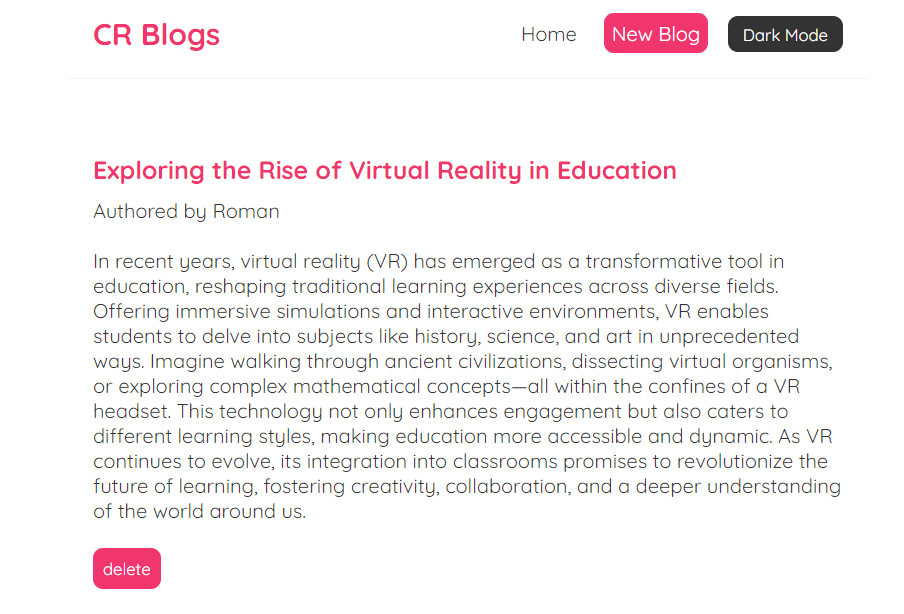 CR Blogs
Home
New Blog
Dark Mode
Exploring the Rise of Virtual Reality in Education
Authored by Roman
In recent years, virtual reality (VR) has emerged as a transformative tool in
education, reshaping traditional learning experiences across diverse fields.
Offering immersive simulations and interactive environments, VR enables
students to delve into subjects like history, science, and art in unprecedented
ways. Imagine walking through ancient civilizations, dissecting virtual organisms,
or exploring complex mathematical concepts—all within the confines of a VR
headset. This technology not only enhances engagement but also caters to
different learning styles, making education more accessible and dynamic. As VR
continues to evolve, its integration into classrooms promises to revolutionize the
future of learning, fostering creativity, collaboration, and a deeper understanding
of the world around us.
delete